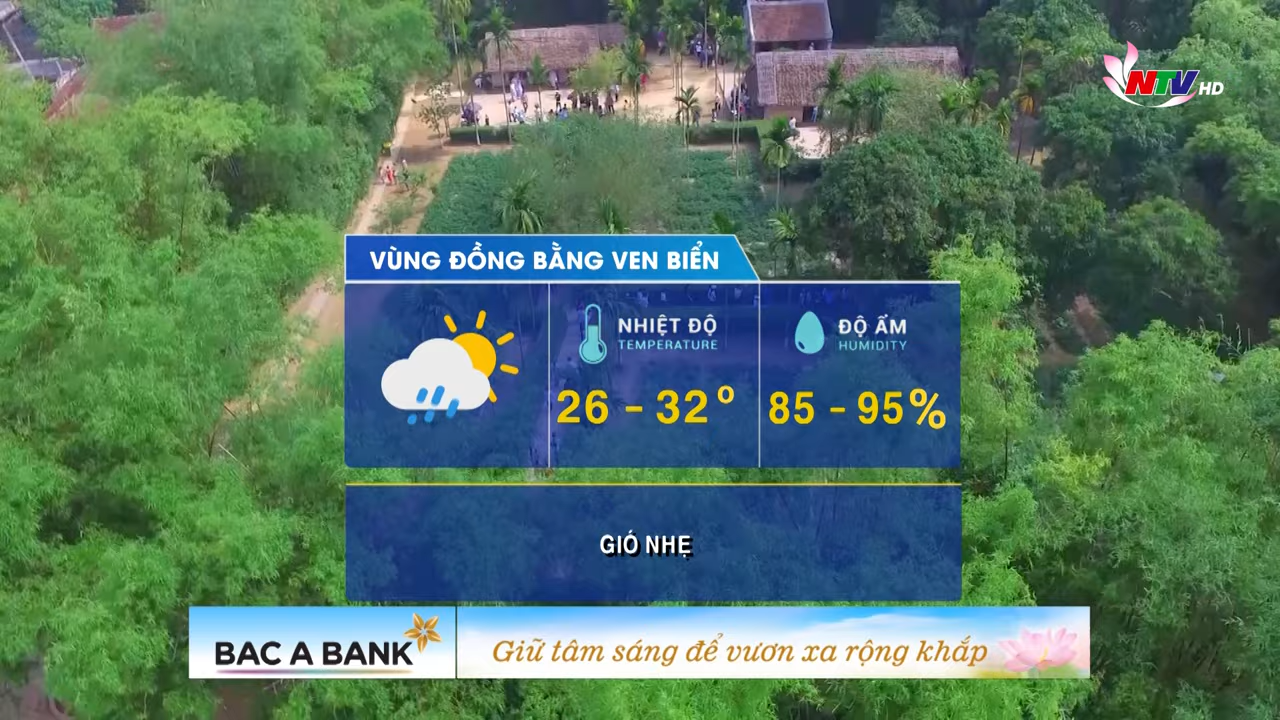 NTV HD
VÙNG ĐỒNG BẰNG VEN BIỂN
NHIỆT ĐỘ
TEMPERATURE
26 - 32°
ĐỘ ẨM
HUMIDITY
85 - 95%
GIÓ NHẸ
BAC A BANK
Giữ tâm sáng để vươn xa rộng khắp